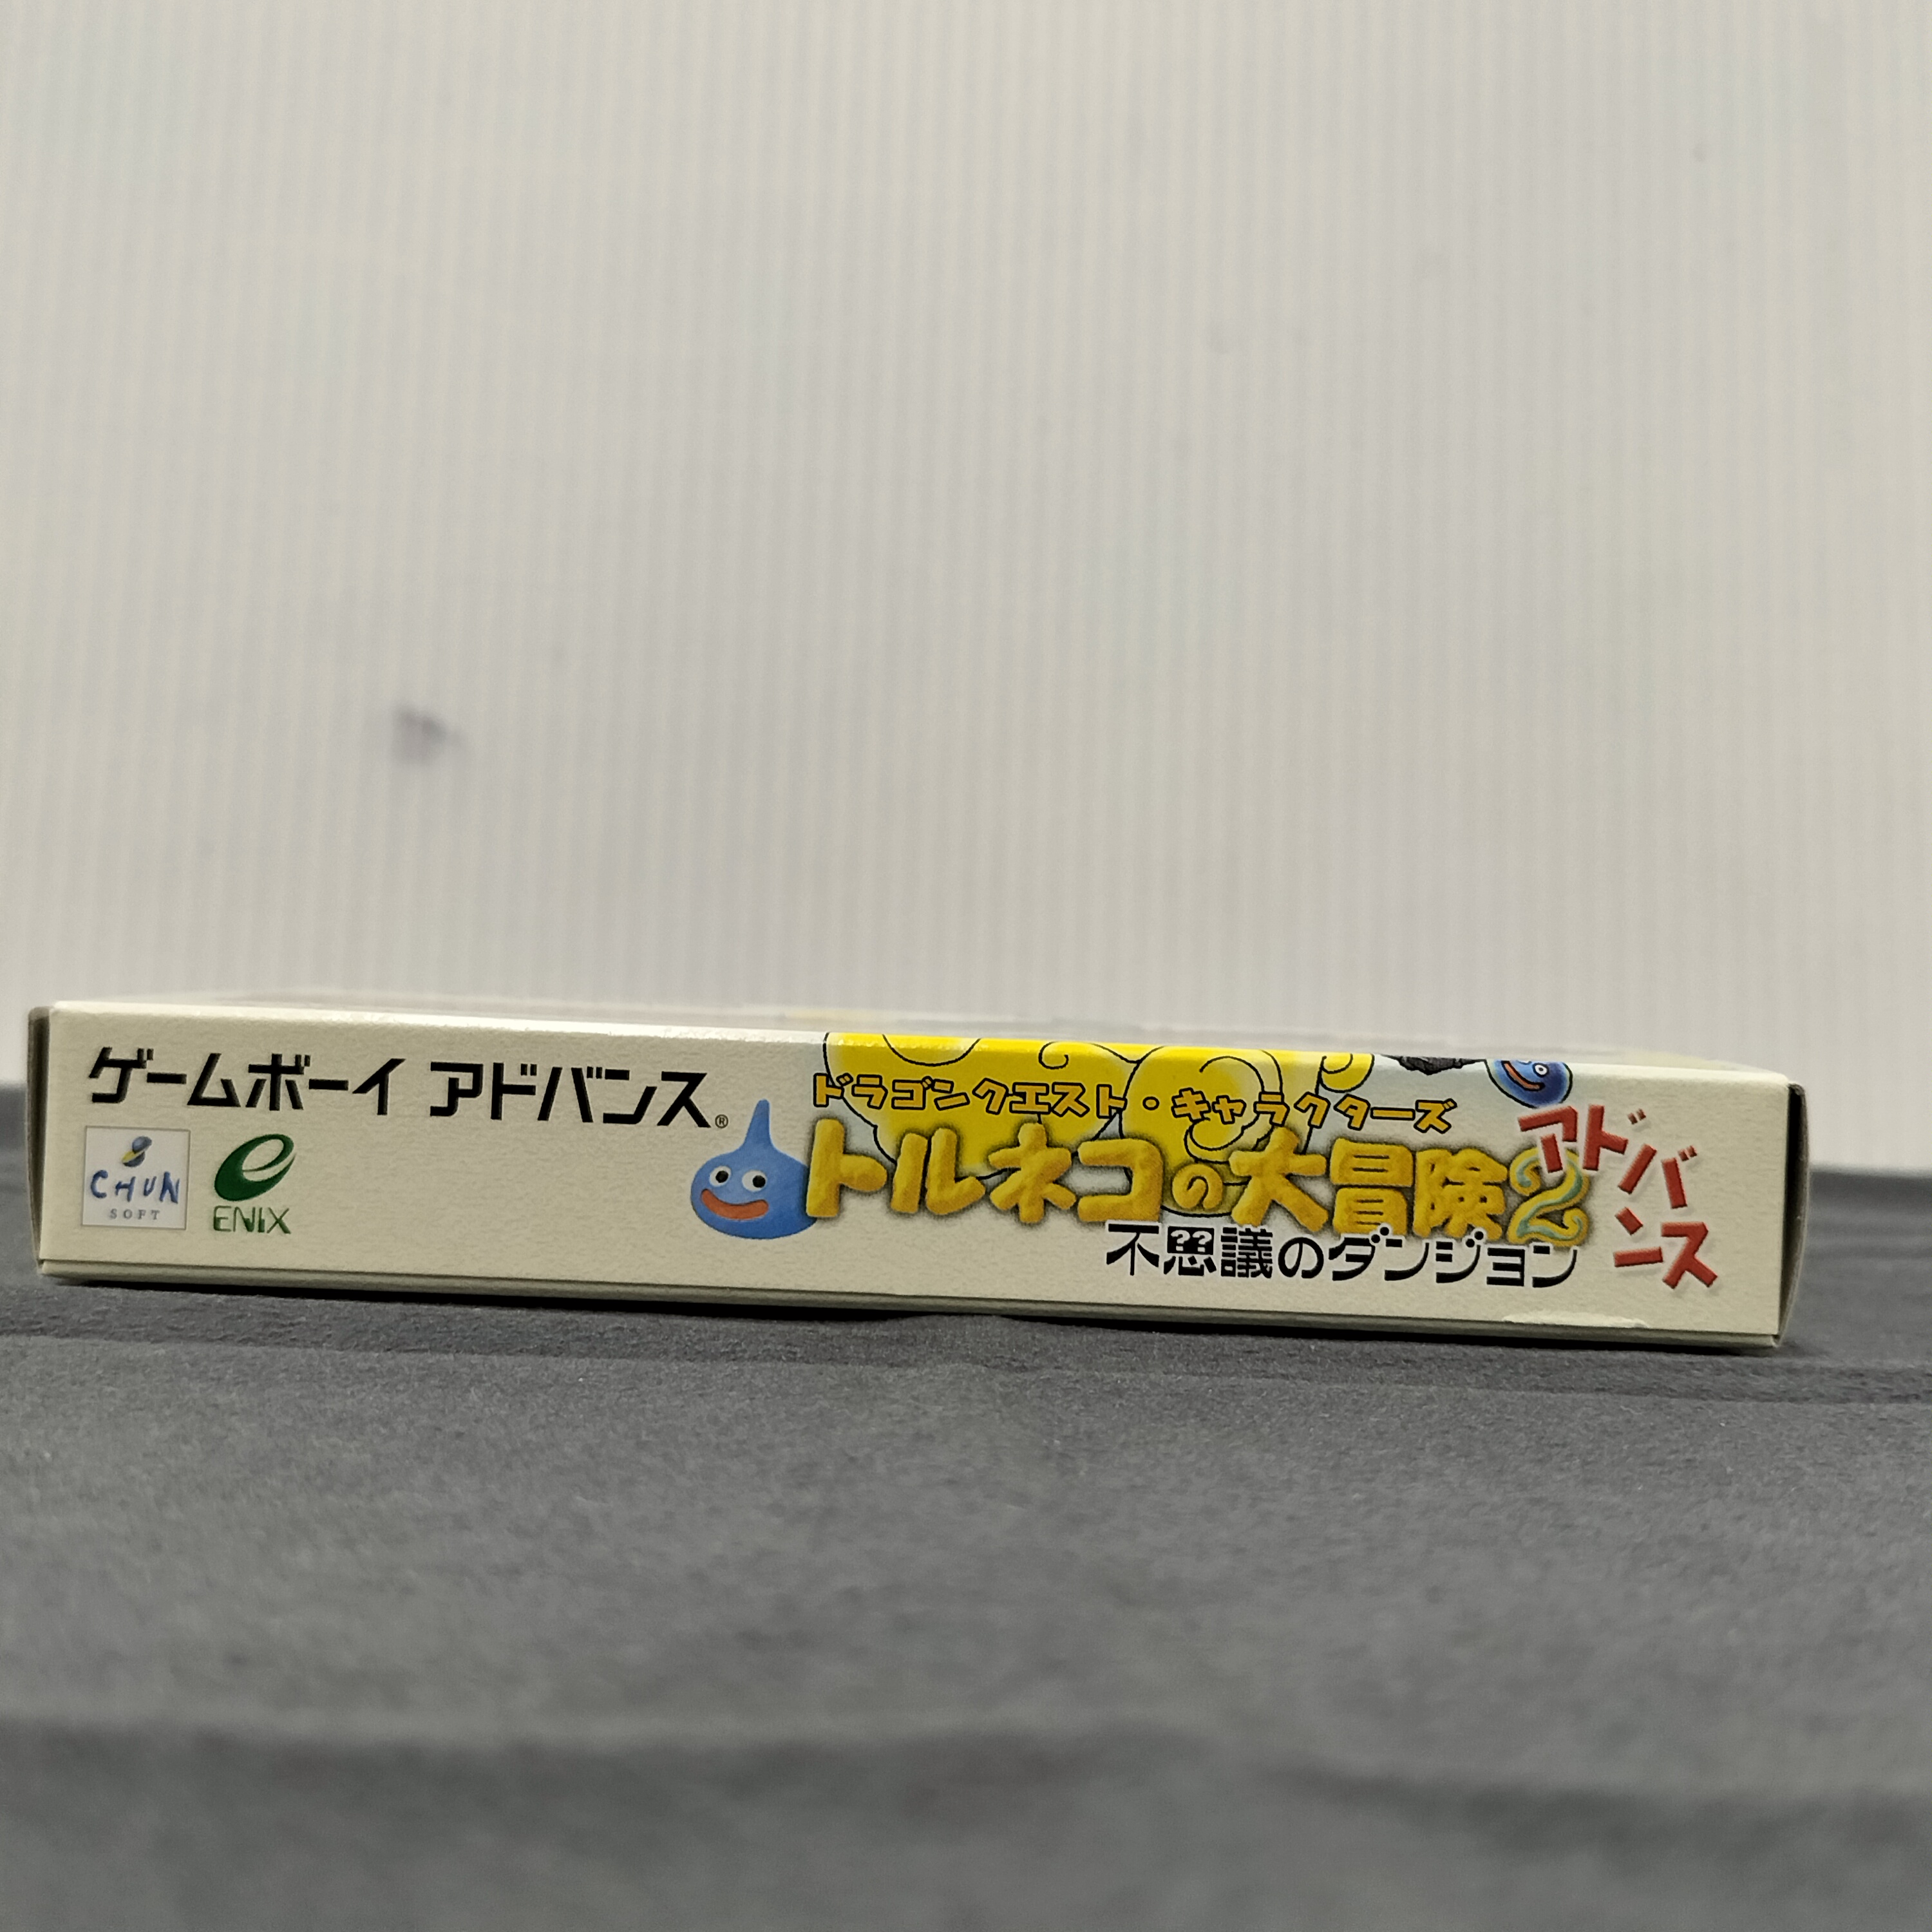 ゲームボーイ アドバンス®
CHUN
SOFT
ENIX
ドラゴンクエスト・キャラクターズ
トルネコの大冒険2
アドバンス
不思議のダンジョン